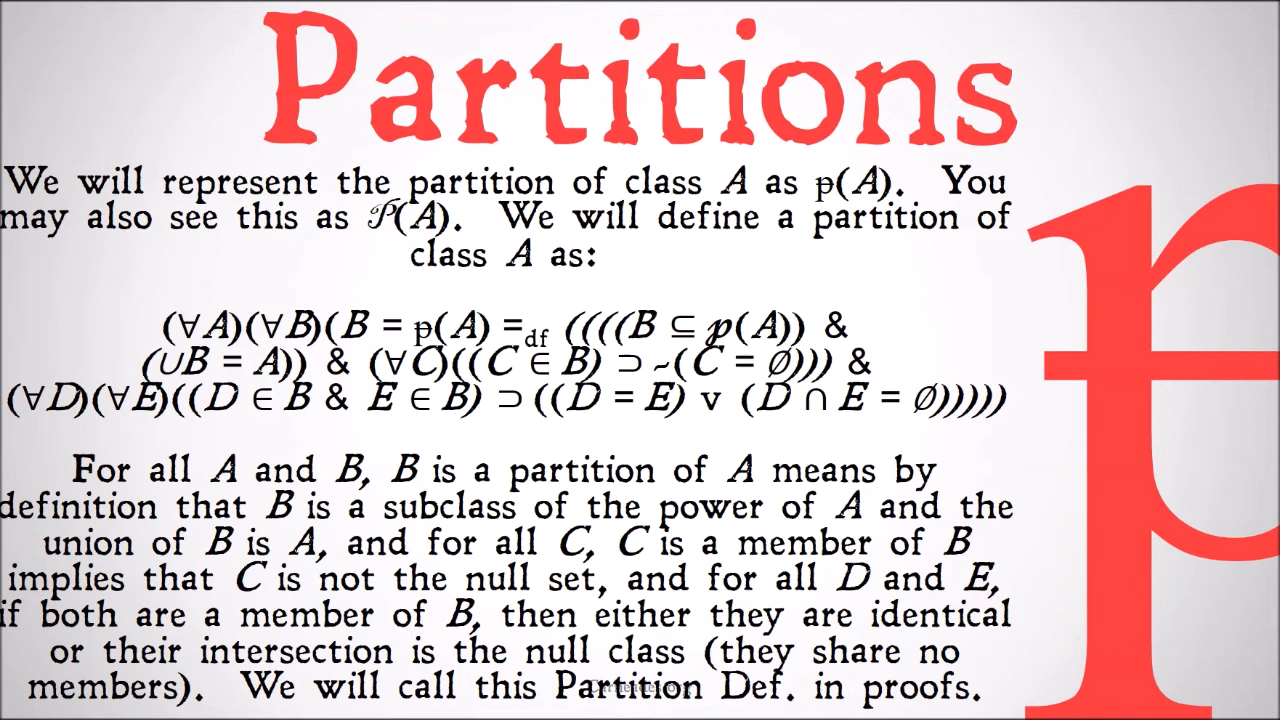 Partitions
We will represent the partition of class A as ᵽ(A). You
may also see this as 𝒫(A). We will define a partition of
class A as:
(∀A)(∀B)(B = ᵽ(A) =df ((((B ⊆ 𝓅(A)) &
(∪B = A)) & (∀C)((C ∈ B) ⊃ ~(C = ∅))) &
(∀D)(∀E)((D ∈ B & E ∈ B) ⊃ ((D = E) v (D ∩ E = ∅)))))
For all A and B, B is a partition of A means by
definition that B is a subclass of the power of A and the
union of B is A, and for all C, C is a member of B
implies that C is not the null set, and for all D and E,
if both are a member of B, then either they are identical
or their intersection is the null class (they share no
members). We will call this Partition Def. in proofs.
ᵽ